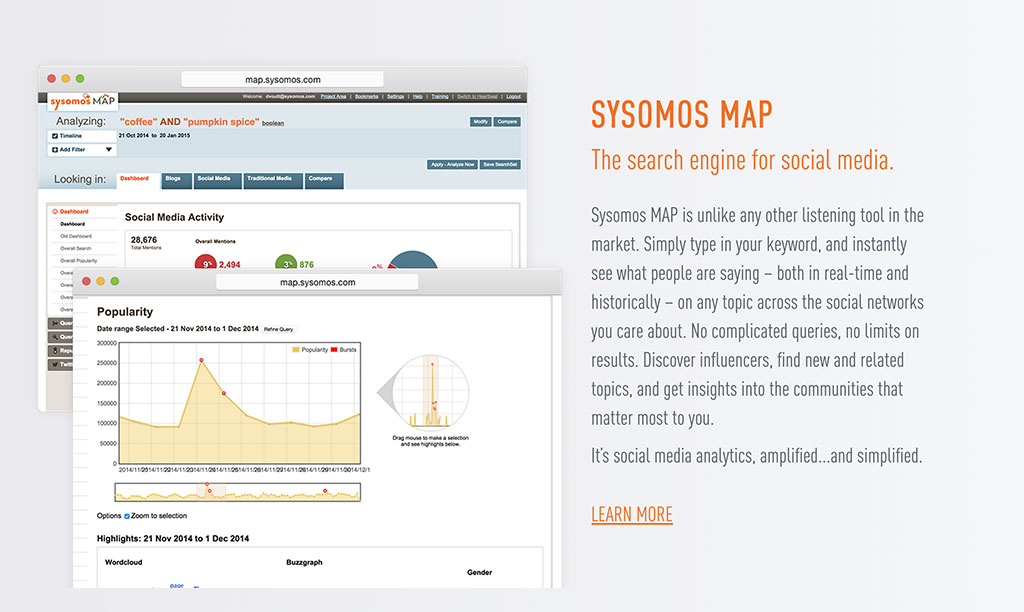 map.sysomos.com
sysomos MAP
Welcome dvoutt@sysomos.com Project Area | Bookmarks | Settings | Help | Training | Switch to Heartbeat | Logout
Analyzing: "coffee" AND "pumpkin spice" boolean
Modify Compare
Timeline 21 Oct 2014 to 20 Jan 2015
Add Filter
Apply - Analyze Now Save SearchSet
Looking in: Dashboard Blogs Social Media Traditional Media Compare
Dashboard
Dashboard
Old Dashboard
Overall Search
Overall Popularity
Social Media Activity
28,676
Total Mentions
Overall Mentions
9% 2,494 3% 876
map.sysomos.com
Popularity
Date range Selected - 21 Nov 2014 to 1 Dec 2014 Refine Query
Popularity Bursts
300000
250000
200000
150000
100000
50000
0
Drag mouse to make a selection
and see highlights below.
Options Zoom to selection
Highlights: 21 Nov 2014 to 1 Dec 2014
Wordcloud Buzzgraph
Gender
page
SYSOMOS MAP
The search engine for social media.
Sysomos MAP is unlike any other listening tool in the
market. Simply type in your keyword, and instantly
see what people are saying – both in real-time and
historically – on any topic across the social networks
you care about. No complicated queries, no limits on
results. Discover influencers, find new and related
topics, and get insights into the communities that
matter most to you.
It's social media analytics, amplified...and simplified.
LEARN MORE